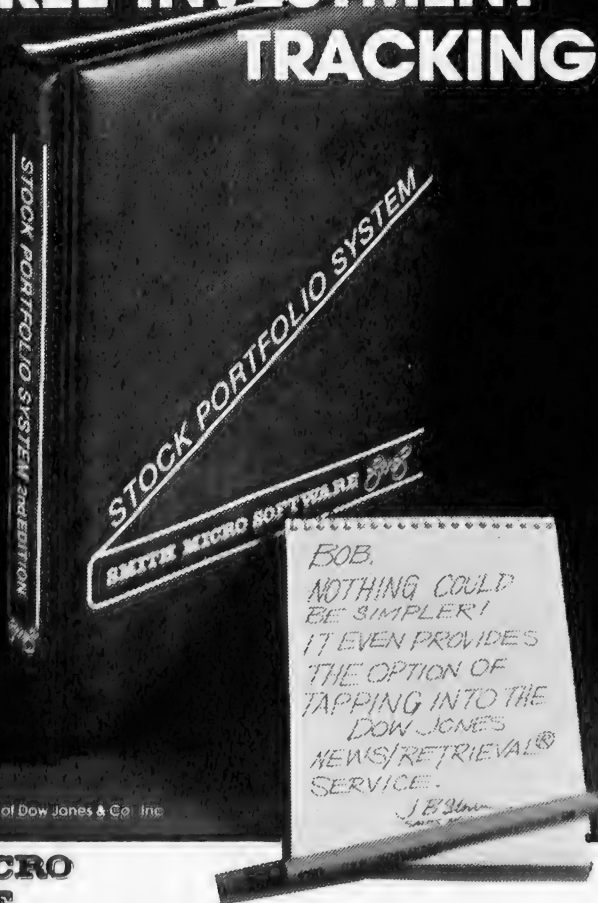 INVESTMENT
TRACKING
STOCK PORTFOLIO SYSTEM 2nd EDITION
STOCK PORTFOLIO SYSTEM
SMITH MICRO SOFTWARE
BOB,
NOTHING COULD
BE SIMPLER!
IT EVEN PROVIDES
THE OPTION OF
TAPPING INTO THE
DOW JONES
NEWS/RETRIEVAL®
SERVICE.
of Dow Jones & Co Inc